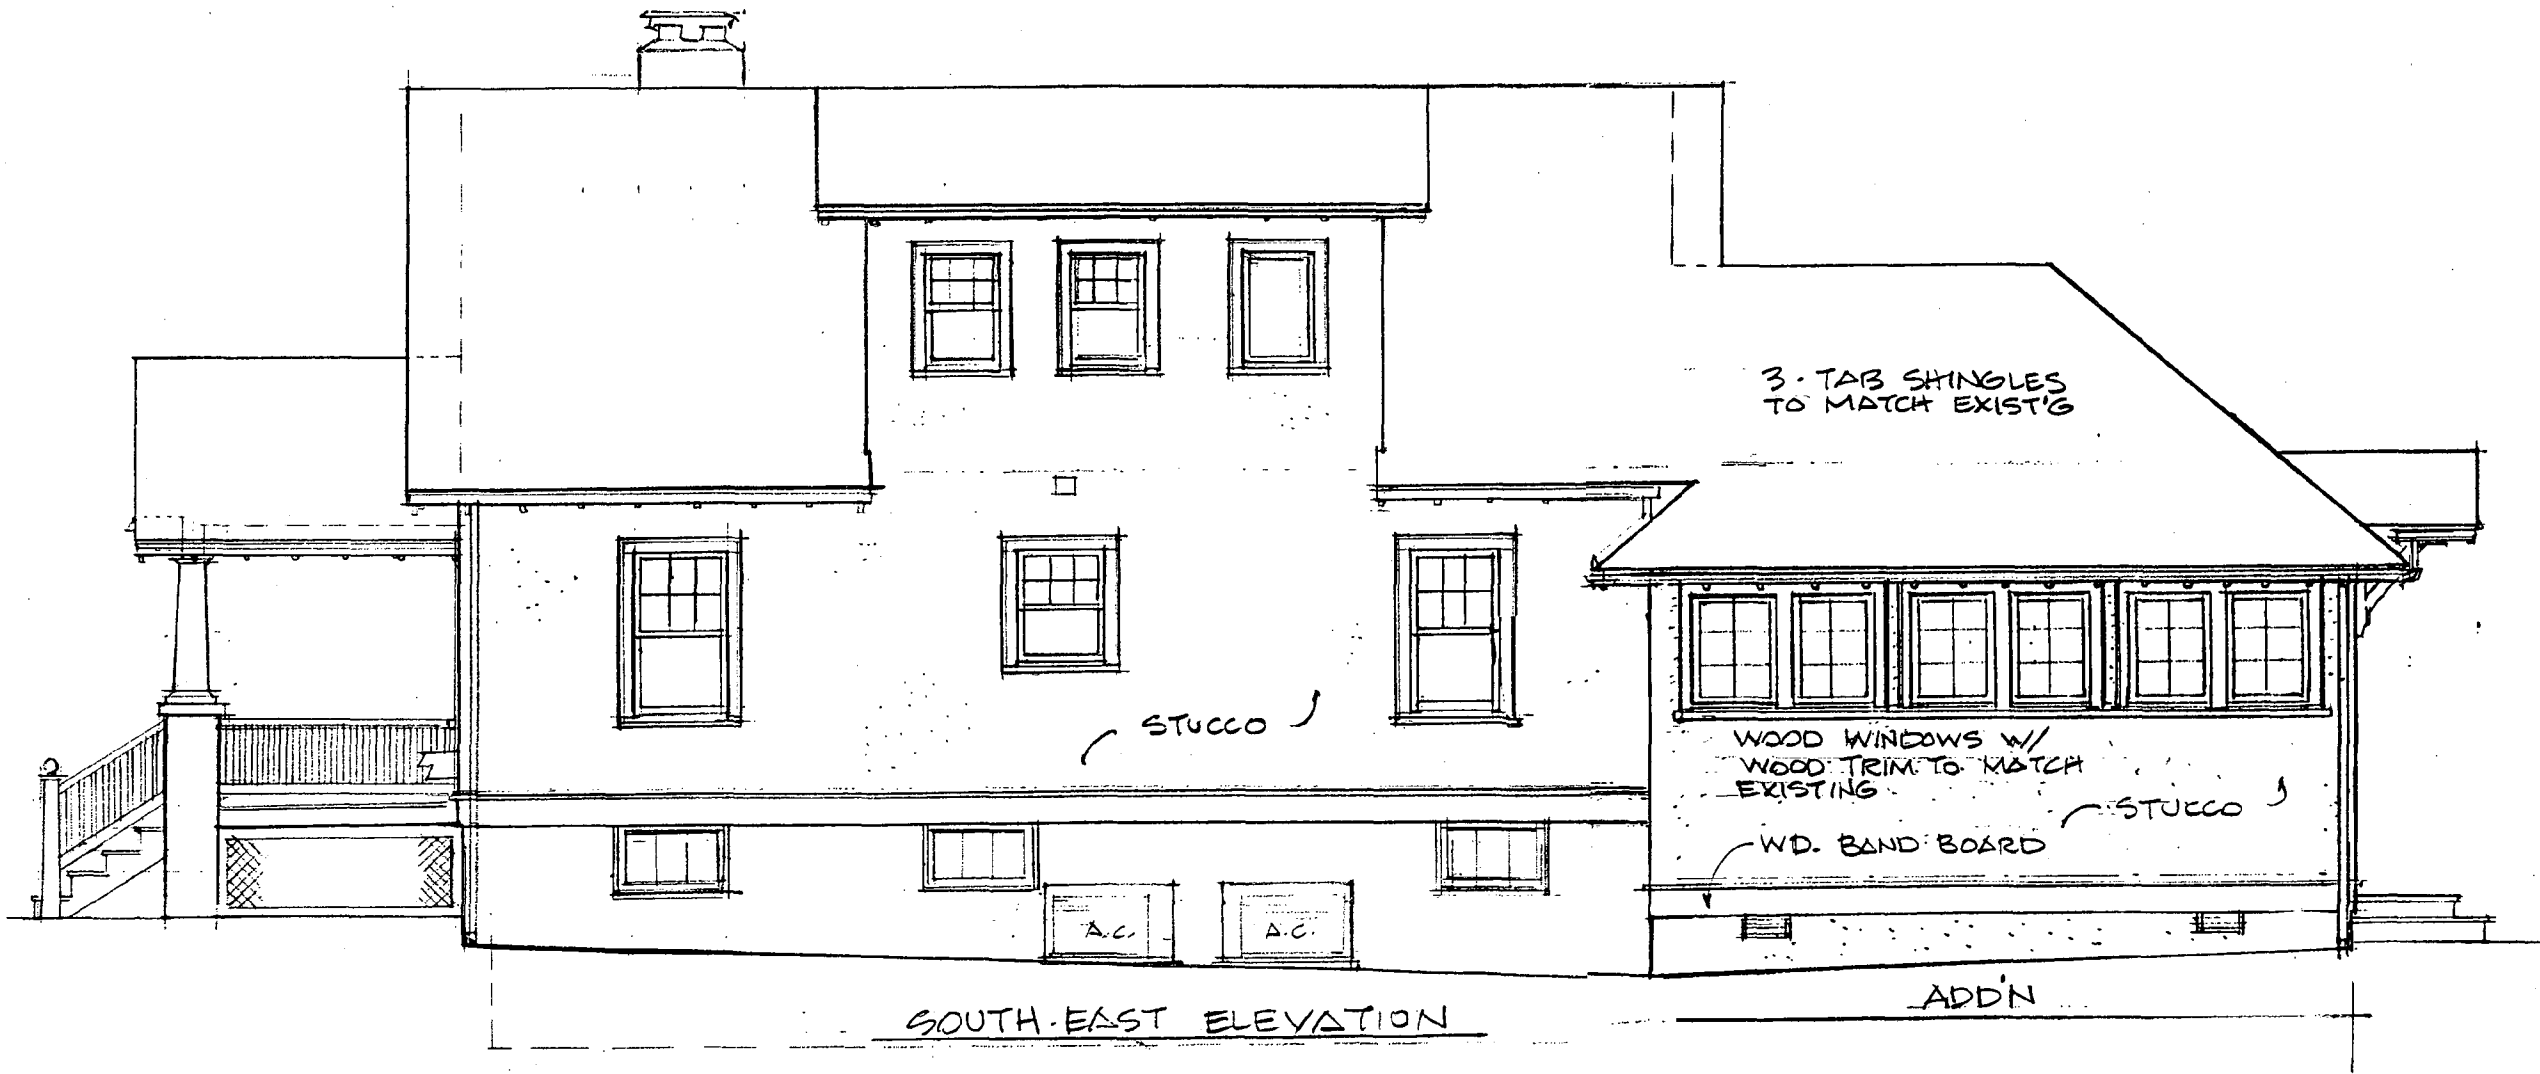 3-TAB SHINGLES
TO MATCH EXIST'G
STUCCO
WOOD WINDOWS W/
WOOD TRIM TO MATCH
EXISTING
STUCCO
WD. BAND BOARD
A.C.
A.C.
ADD'N
SOUTH-EAST ELEVATION